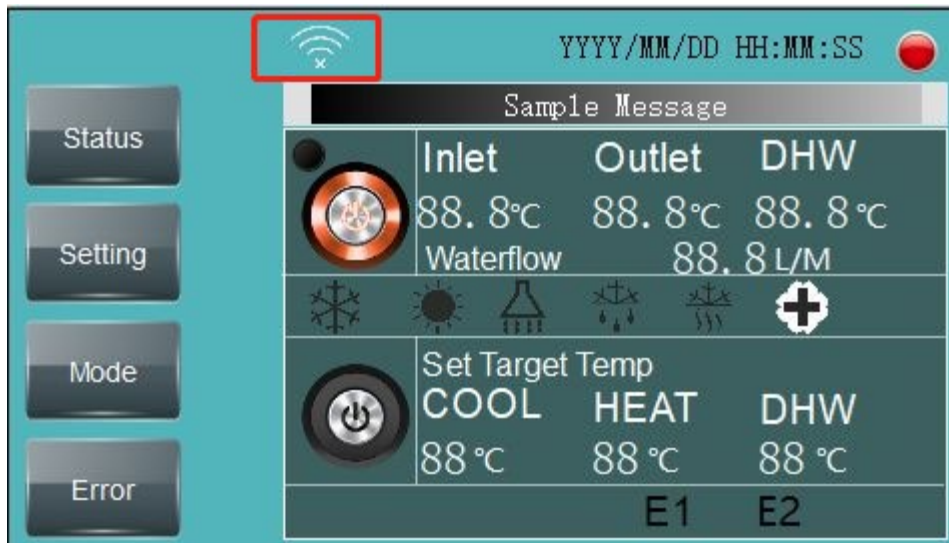 YYYY/MM/DD HH:MM:SS
Sample Message
Status
Inlet Outlet DHW
88.8℃ 88.8℃ 88.8℃
Setting
Waterflow 88.8 L/M
Mode
Set Target Temp
COOL HEAT DHW
88℃ 88℃ 88℃
Error
E1 E2